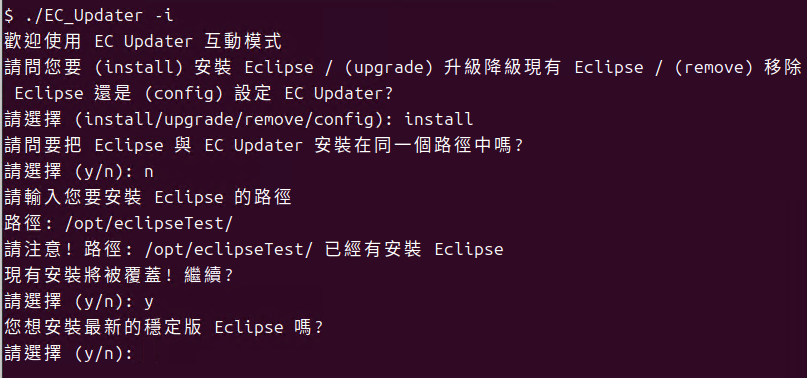 $ ./EC_Updater -i
歡迎使用 EC Updater 互動模式
請問您要 (install) 安裝 Eclipse / (upgrade) 升級降級現有 Eclipse / (remove) 移除
Eclipse 還是 (config) 設定 EC Updater?
請選擇 (install/upgrade/remove/config): install
請問要把 Eclipse 與 EC Updater 安裝在同一個路徑中嗎?
請選擇 (y/n): n
請輸入您要安裝 Eclipse 的路徑
路徑: /opt/eclipseTest/
請注意! 路徑: /opt/eclipseTest/ 已經有安裝 Eclipse
現有安裝將被覆蓋! 繼續?
請選擇 (y/n): y
您想安裝最新的穩定版 Eclipse 嗎?
請選擇 (y/n):